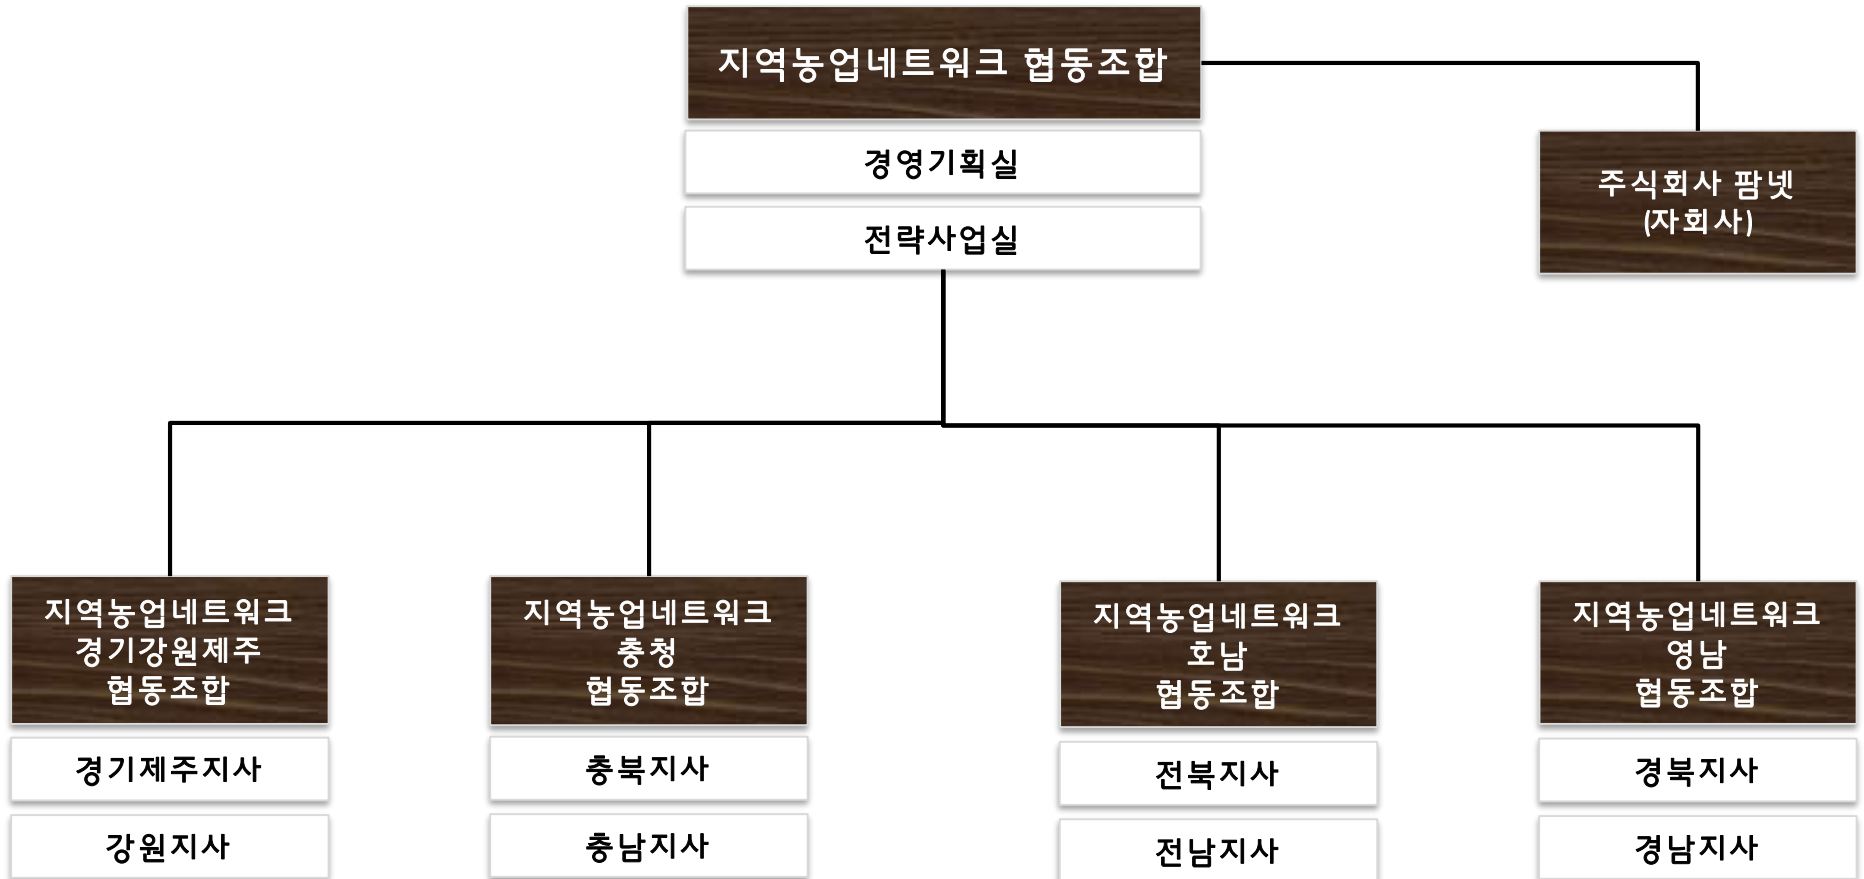 지역농업네트워크 협동조합
경영기획실
전략사업실
주식회사 팜넷
(자회사)
지역농업네트워크
경기강원제주
협동조합
경기제주지사
강원지사
지역농업네트워크
충청
협동조합
충북지사
충남지사
지역농업네트워크
호남
협동조합
전북지사
전남지사
지역농업네트워크
영남
협동조합
경북지사
경남지사